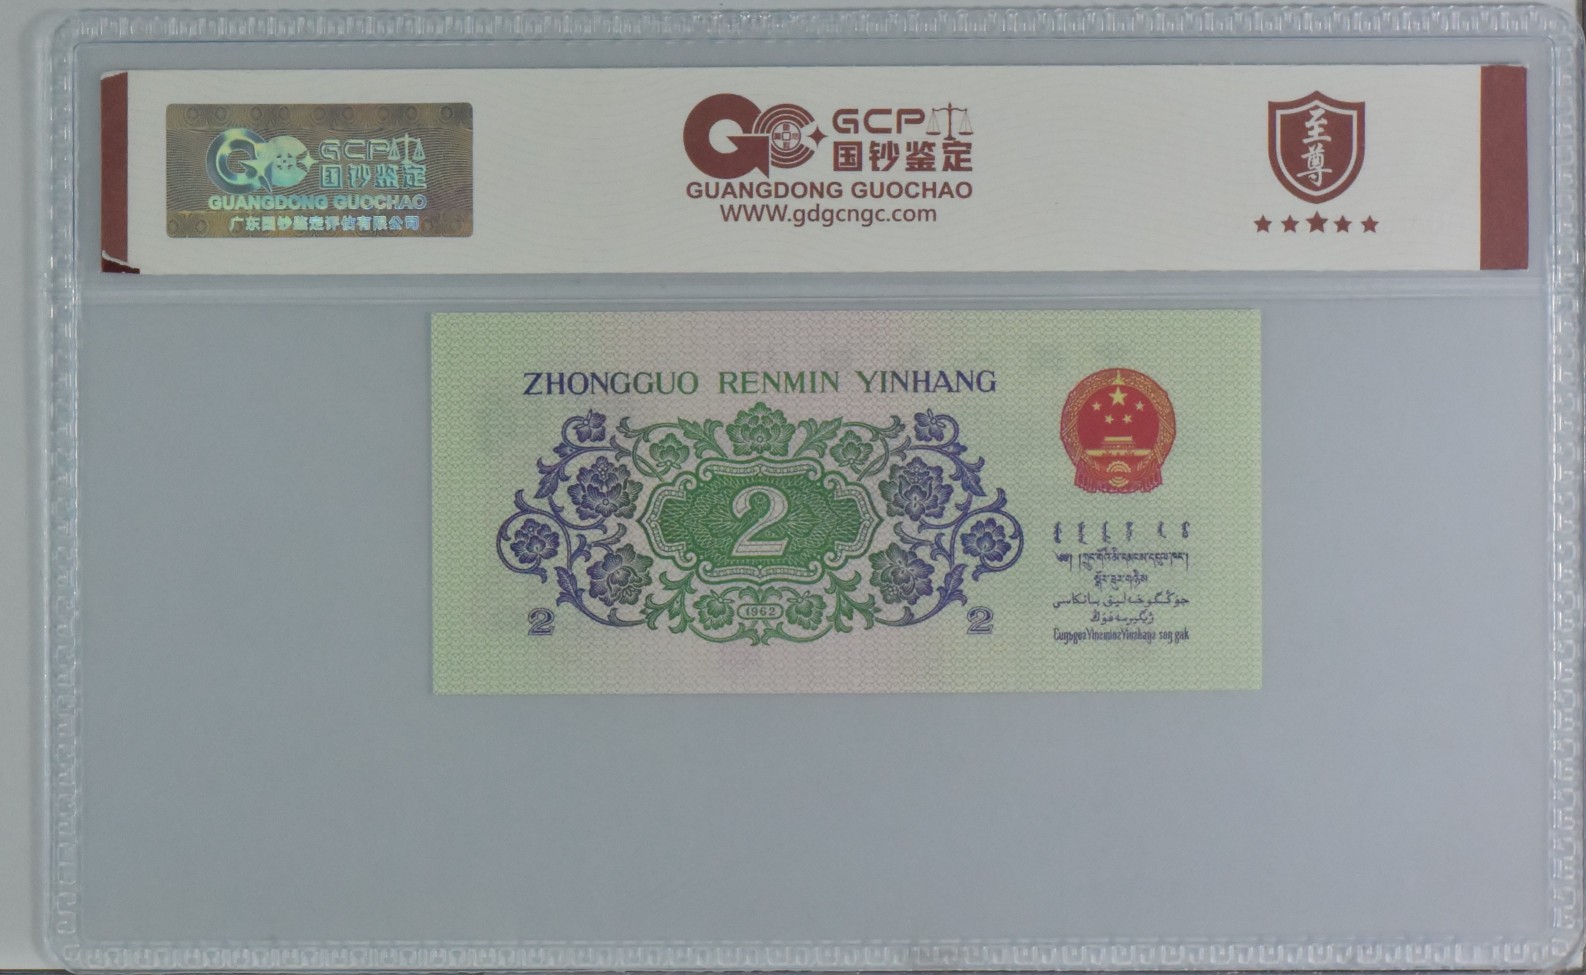 GCP
国钞鉴定
GUANGDONG GUOCHAO
广东国钞鉴定评估有限公司
GCP
国钞鉴定
GUANGDONG GUOCHAO
WWW.gdgcngc.com
至尊
ZHONGGUO RENMIN YINHANG
2
1962
2
2
جۇڭگوخەلىق بانكاسى